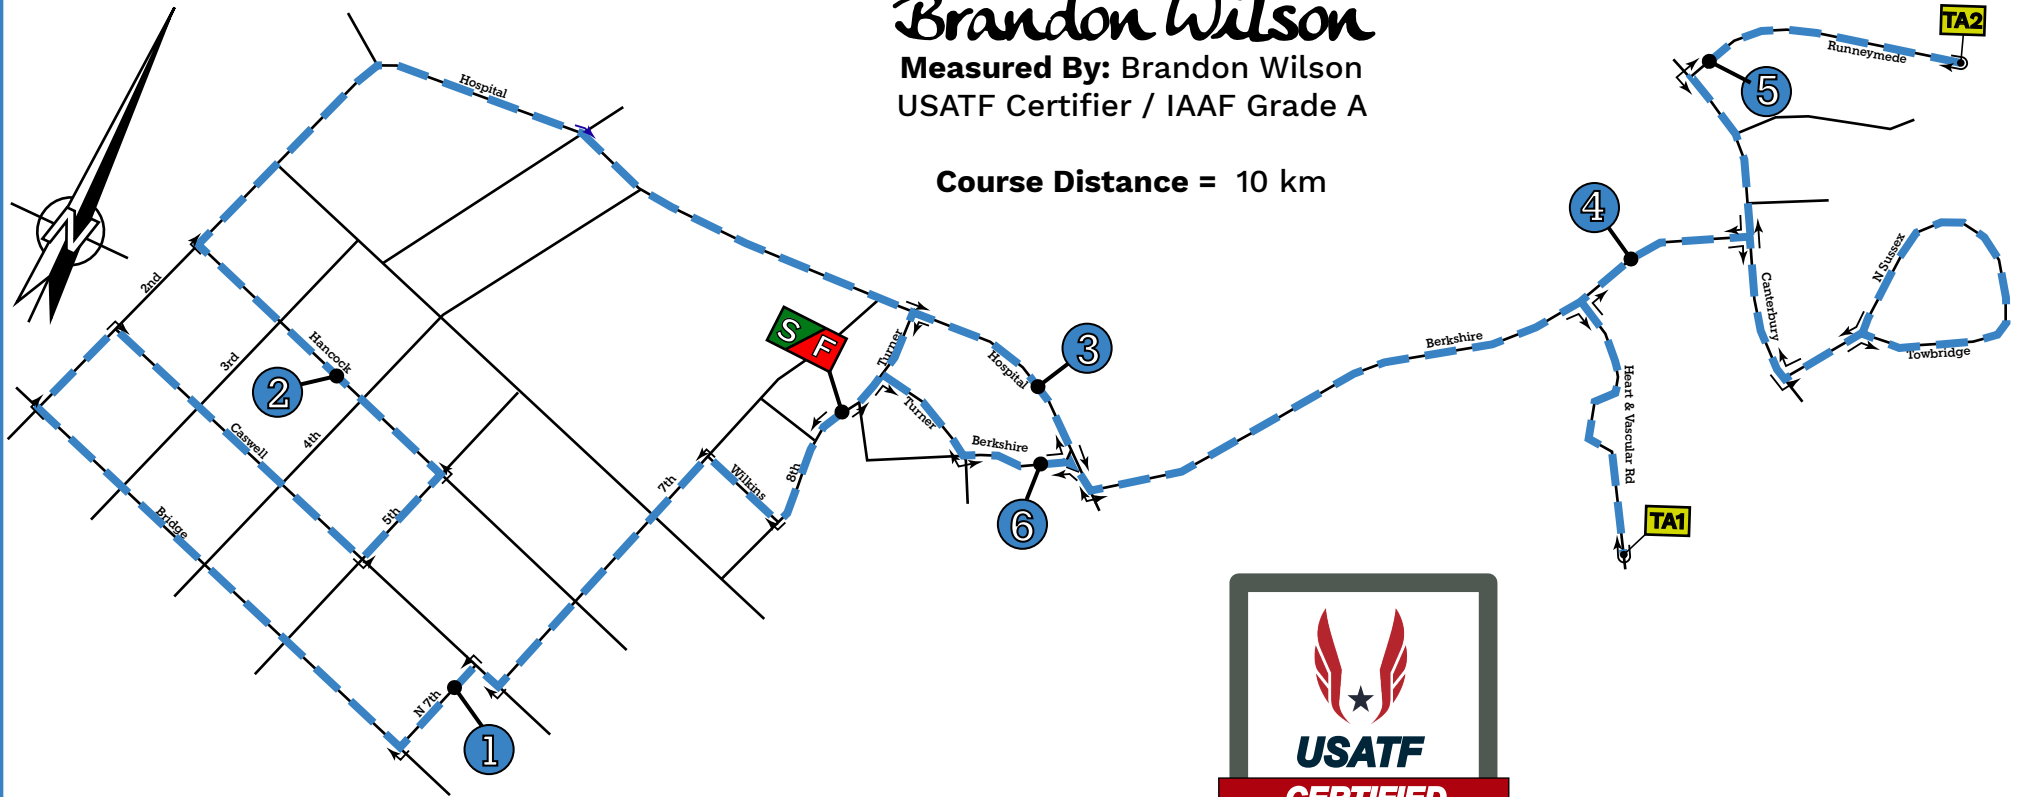 Brandon Wilson
Measured By: Brandon Wilson
USATF Certifier / IAAF Grade A
Course Distance = 10 km
TA2
Runneymede
5
Hospital
N
4
2nd
S
F
Turner
3
Hospital
Canterbury
N Sussex
Towbridge
Berkshire
Heart & Vascular Rd
3rd
Hancock
2
Caswell
4th
Turner
Berkshire
8th
Wilkins
7th
5th
Bridge
6
TA1
N 7th
1
USATF
CERTIFIED